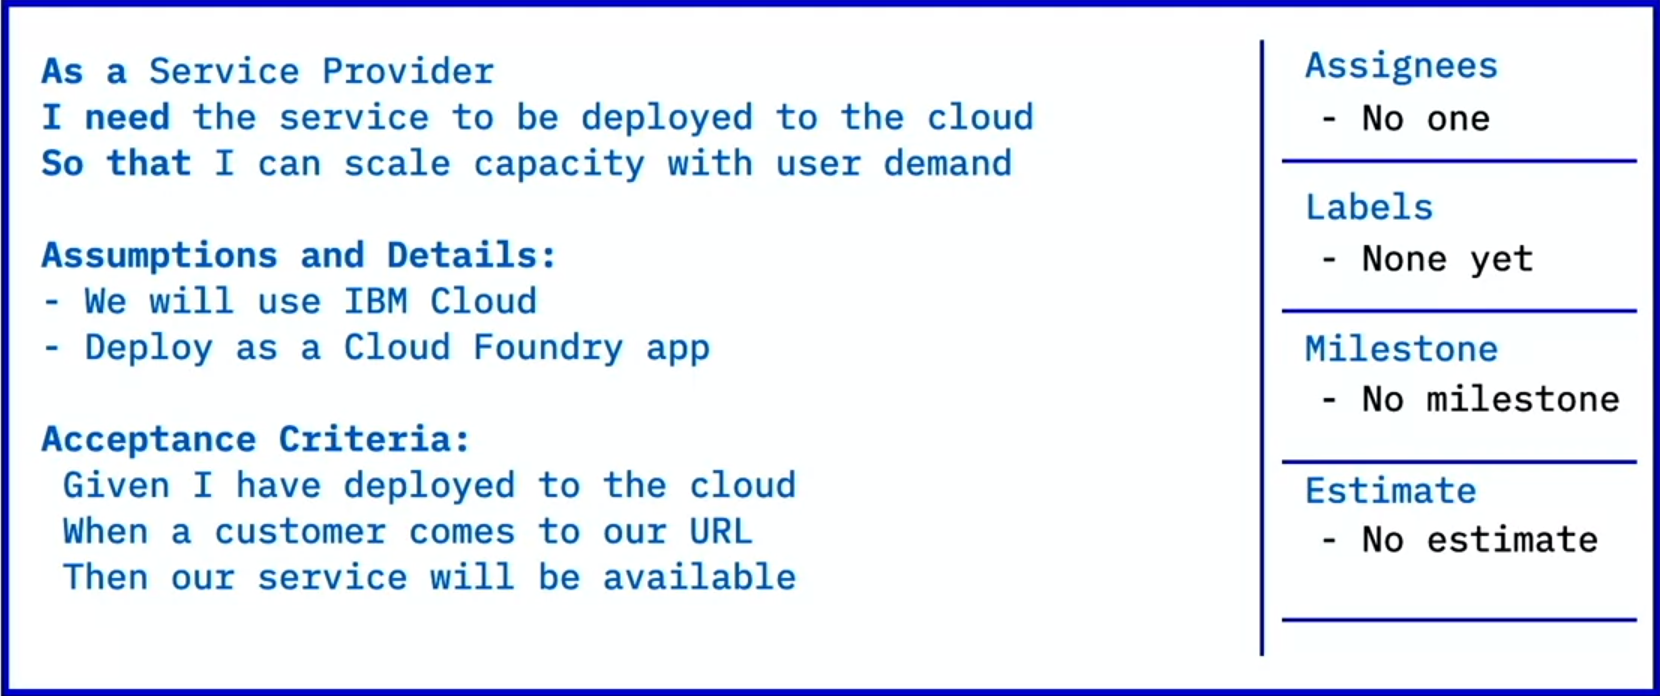 As a Service Provider
I need the service to be deployed to the cloud
So that I can scale capacity with user demand
Assumptions and Details:
- We will use IBM Cloud
- Deploy as a Cloud Foundry app
Acceptance Criteria:
Given I have deployed to the cloud
When a customer comes to our URL
Then our service will be available
Assignees
- No one
Labels
- None yet
Milestone
- No milestone
Estimate
- No estimate